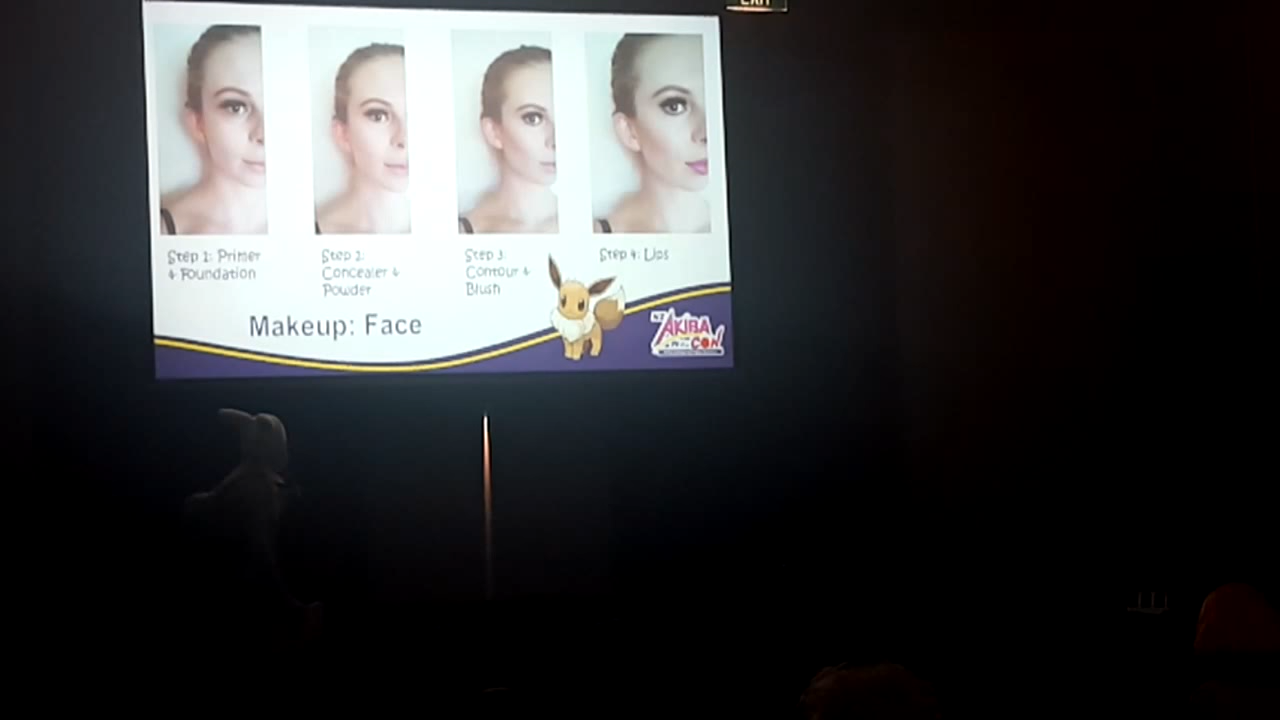 EXIT
Step 1: Primer
& Foundation
Step 2:
Concealer &
Powder
Step 3:
Contour &
Blush
Step 4: Lips
Makeup: Face
AKIBA
CON